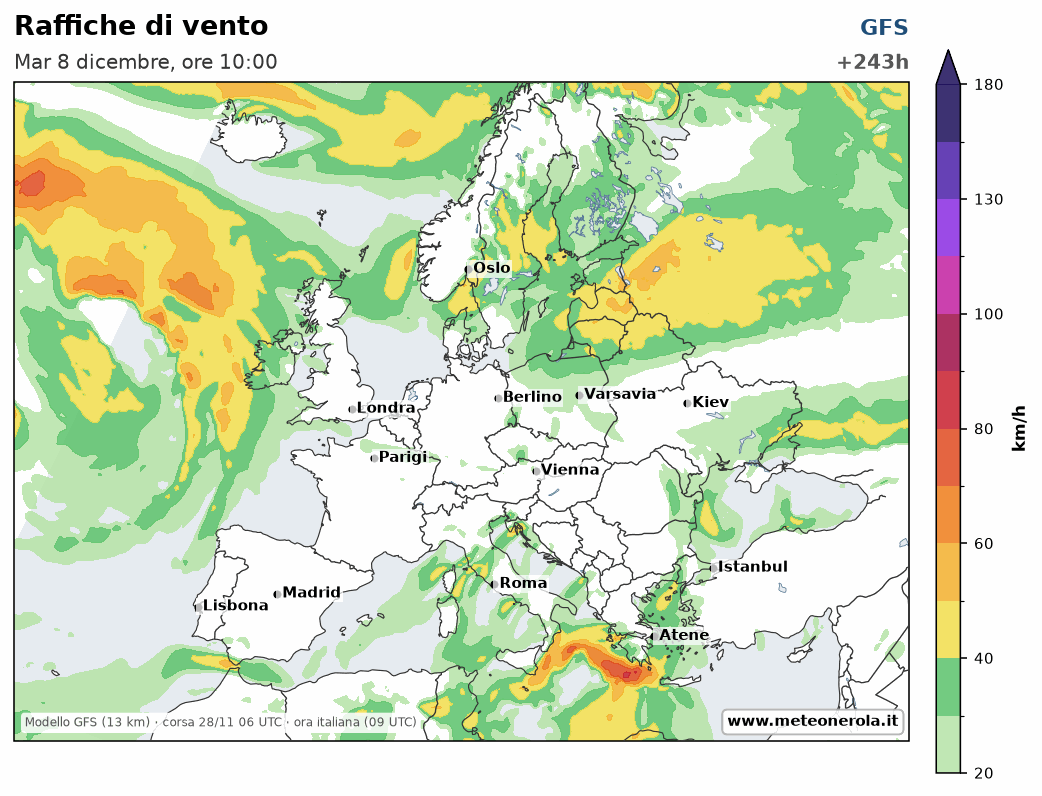 Raffiche di vento
GFS
Mar 8 dicembre, ore 10:00
+243h
180
130
100
80
60
40
20
km/h
Oslo
Berlino
Varsavia
Kiev
Londra
Parigi
Vienna
Istanbul
Roma
Madrid
Lisbona
Atene
Modello GFS (13 km) · corsa 28/11 06 UTC · ora italiana (09 UTC)
www.meteonerola.it